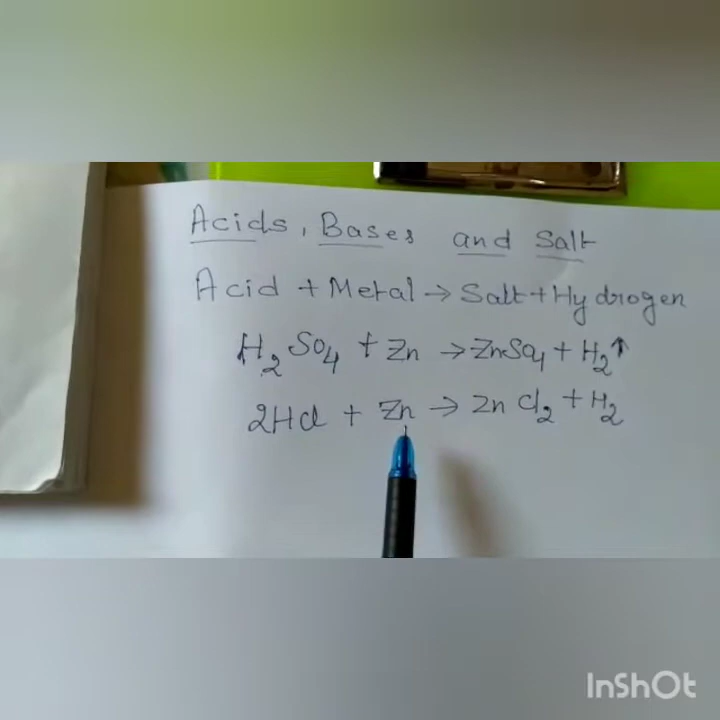 Acids, Bases and Salt
Acid + Metal → Salt + Hydrogen
H₂SO₄ + Zn → ZnSO₄ + H₂↑
2HCl + Zn → ZnCl₂ + H₂
InShOt